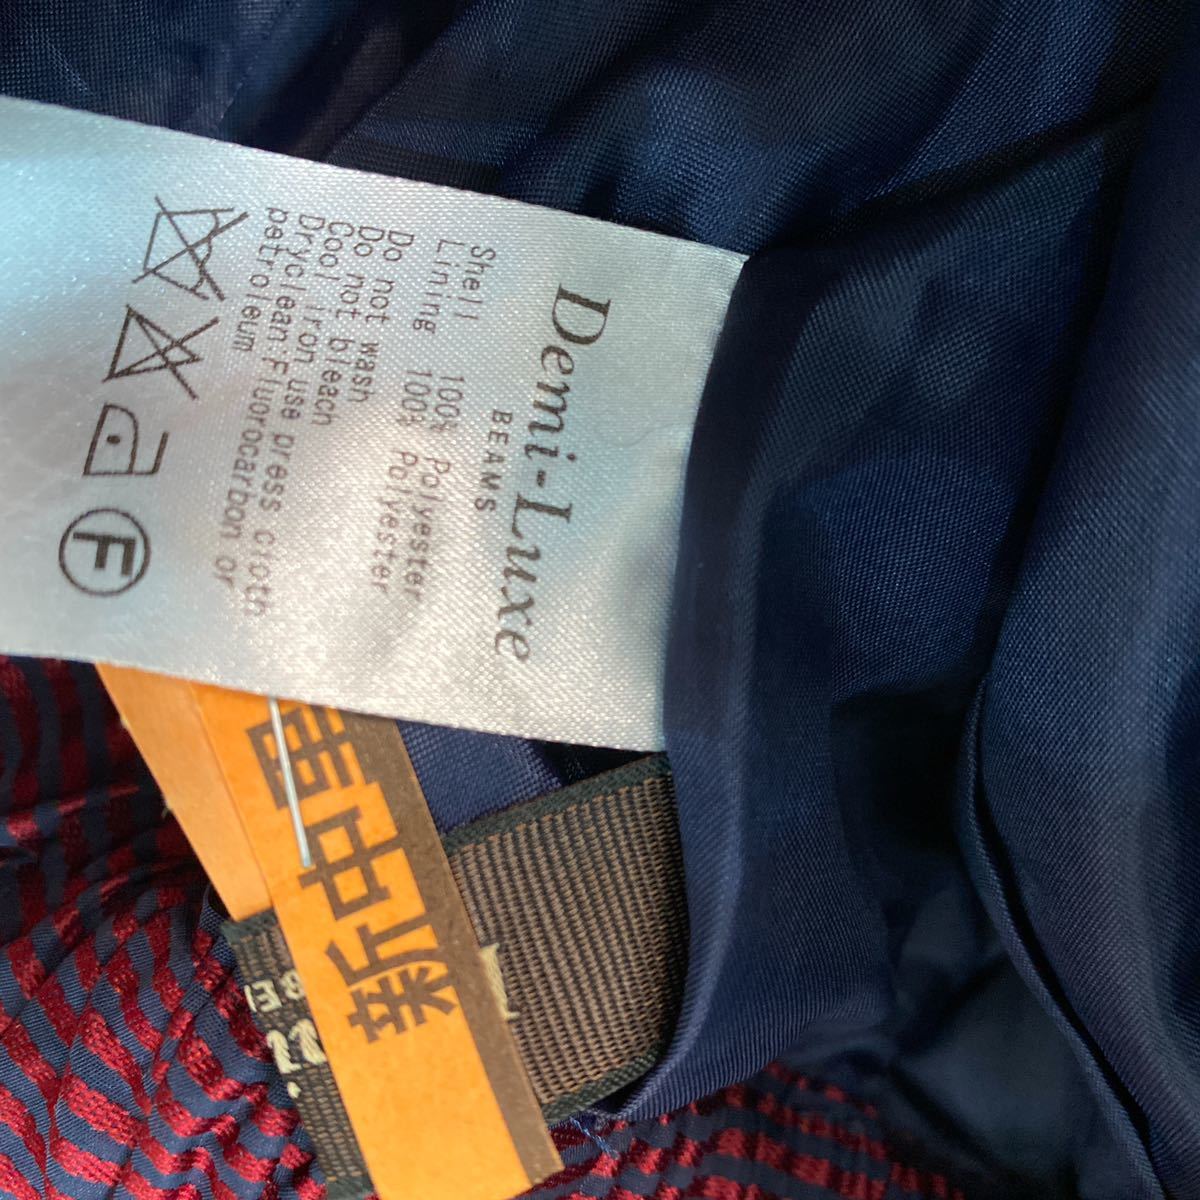 Demi-Luxe
BEAMS
Shell 100% Polyester
Lining 100% Polyester
Do not wash
Do not bleach
Cool iron use press cloth
Dryclean Fluorocarbon or
petroleum
F
新中里